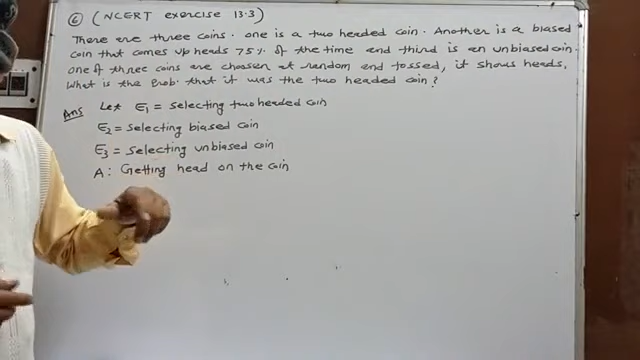 ⑥ (NCERT exercise 13.3)
There are three coins. one is a two headed coin. Another is a biased
coin that comes up heads 75% of the time and third is an unbiased coin.
one of three coins are choosen at random and tossed, it shows heads,
what is the prob. that it was the two headed coin?
Ans Let E₁ = selecting two headed coin
E₂ = selecting biased coin
E₃ = selecting unbiased coin
A: Getting head on the coin